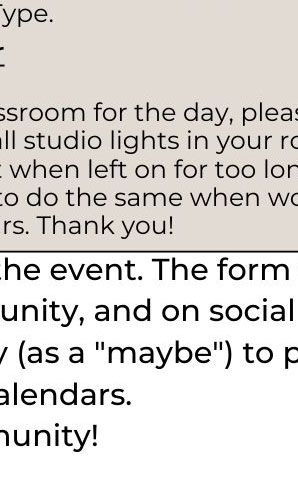 Type.
r
ssroom for the day, pleas
all studio lights in your ro
t when left on for too lon
to do the same when wo
rs. Thank you!
the event. The form
unity, and on social
y (as a "maybe") to p
alendars.
nunity!